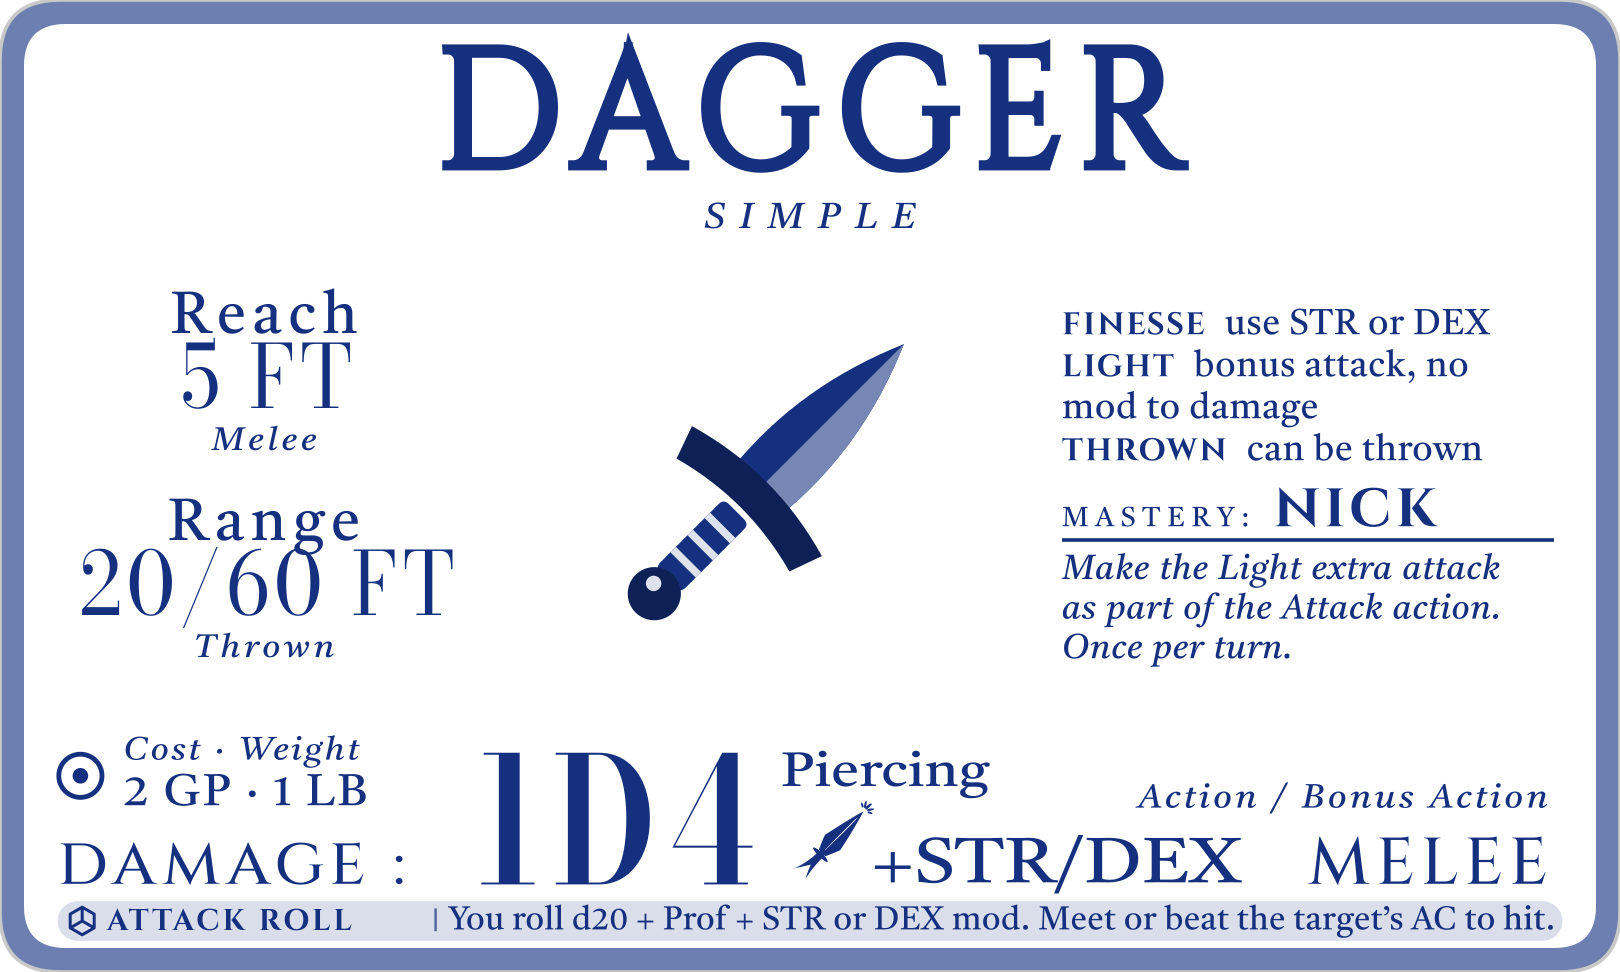 DAGGER
SIMPLE
Reach
5 FT
Melee
Range
20/60 FT
Thrown
FINESSE use STR or DEX
LIGHT bonus attack, no
mod to damage
THROWN can be thrown
MASTERY: NICK
Make the Light extra attack
as part of the Attack action.
Once per turn.
Cost · Weight
2 GP · 1 LB
DAMAGE :
1D4
Piercing
+STR/DEX
Action / Bonus Action
MELEE
ATTACK ROLL | You roll d20 + Prof + STR or DEX mod. Meet or beat the target’s AC to hit.